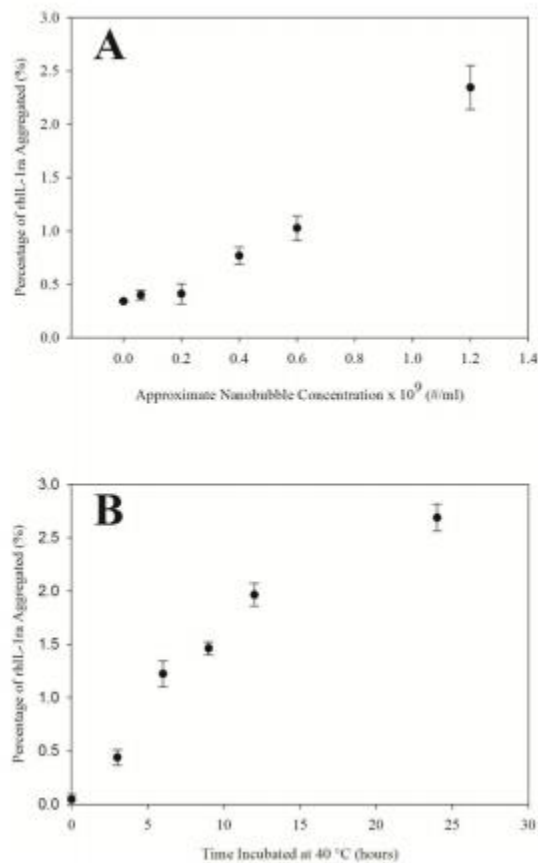 A
3.0
2.5
2.0
1.5
1.0
0.5
0.0
Percentage of rhIL-1ra Aggregated (%)
0.0 0.2 0.4 0.6 0.8 1.0 1.2 1.4
Approximate Nanobubble Concentration x 10⁹ (#/ml)
B
3.0
2.5
2.0
1.5
1.0
0.5
0.0
Percentage of rhIL-1ra Aggregated (%)
0 5 10 15 20 25 30
Time Incubated at 40 °C (hours)